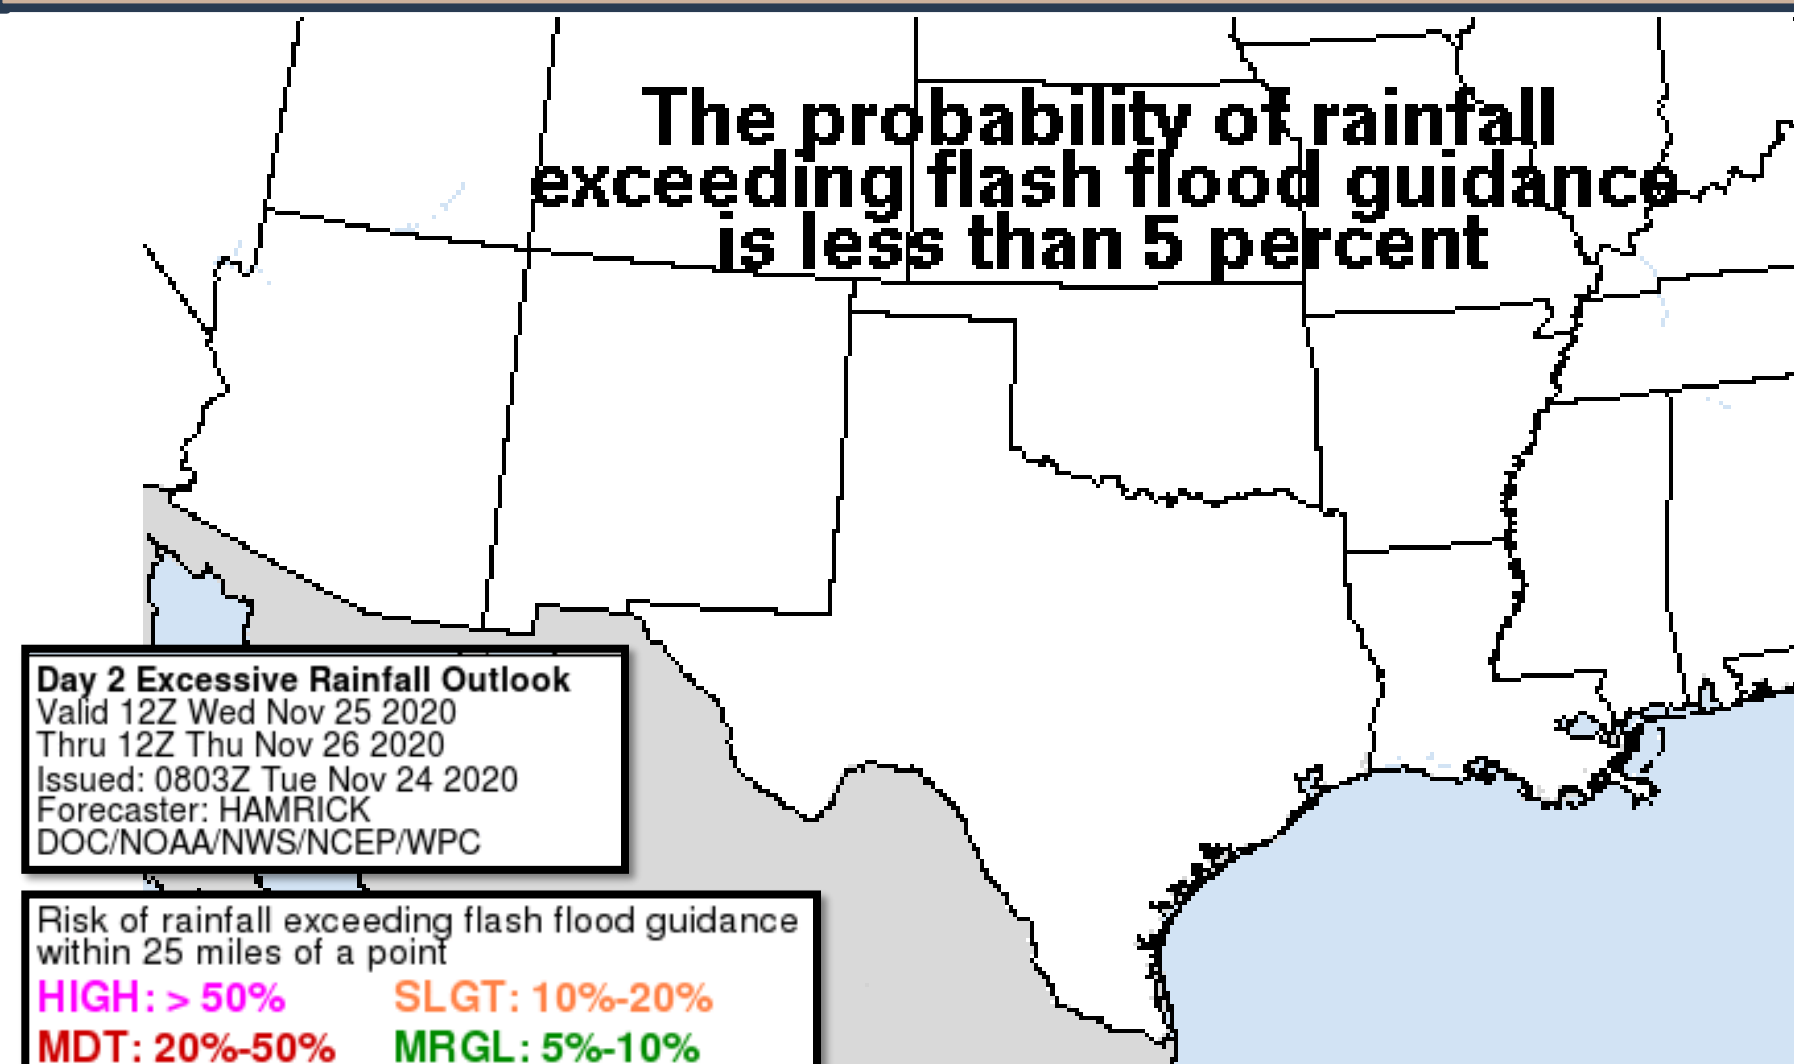 The probability of rainfall
exceeding flash flood guidance
is less than 5 percent
Day 2 Excessive Rainfall Outlook
Valid 12Z Wed Nov 25 2020
Thru 12Z Thu Nov 26 2020
Issued: 0803Z Tue Nov 24 2020
Forecaster: HAMRICK
DOC/NOAA/NWS/NCEP/WPC
Risk of rainfall exceeding flash flood guidance
within 25 miles of a point
HIGH: > 50% SLGT: 10%-20%
MDT: 20%-50% MRGL: 5%-10%